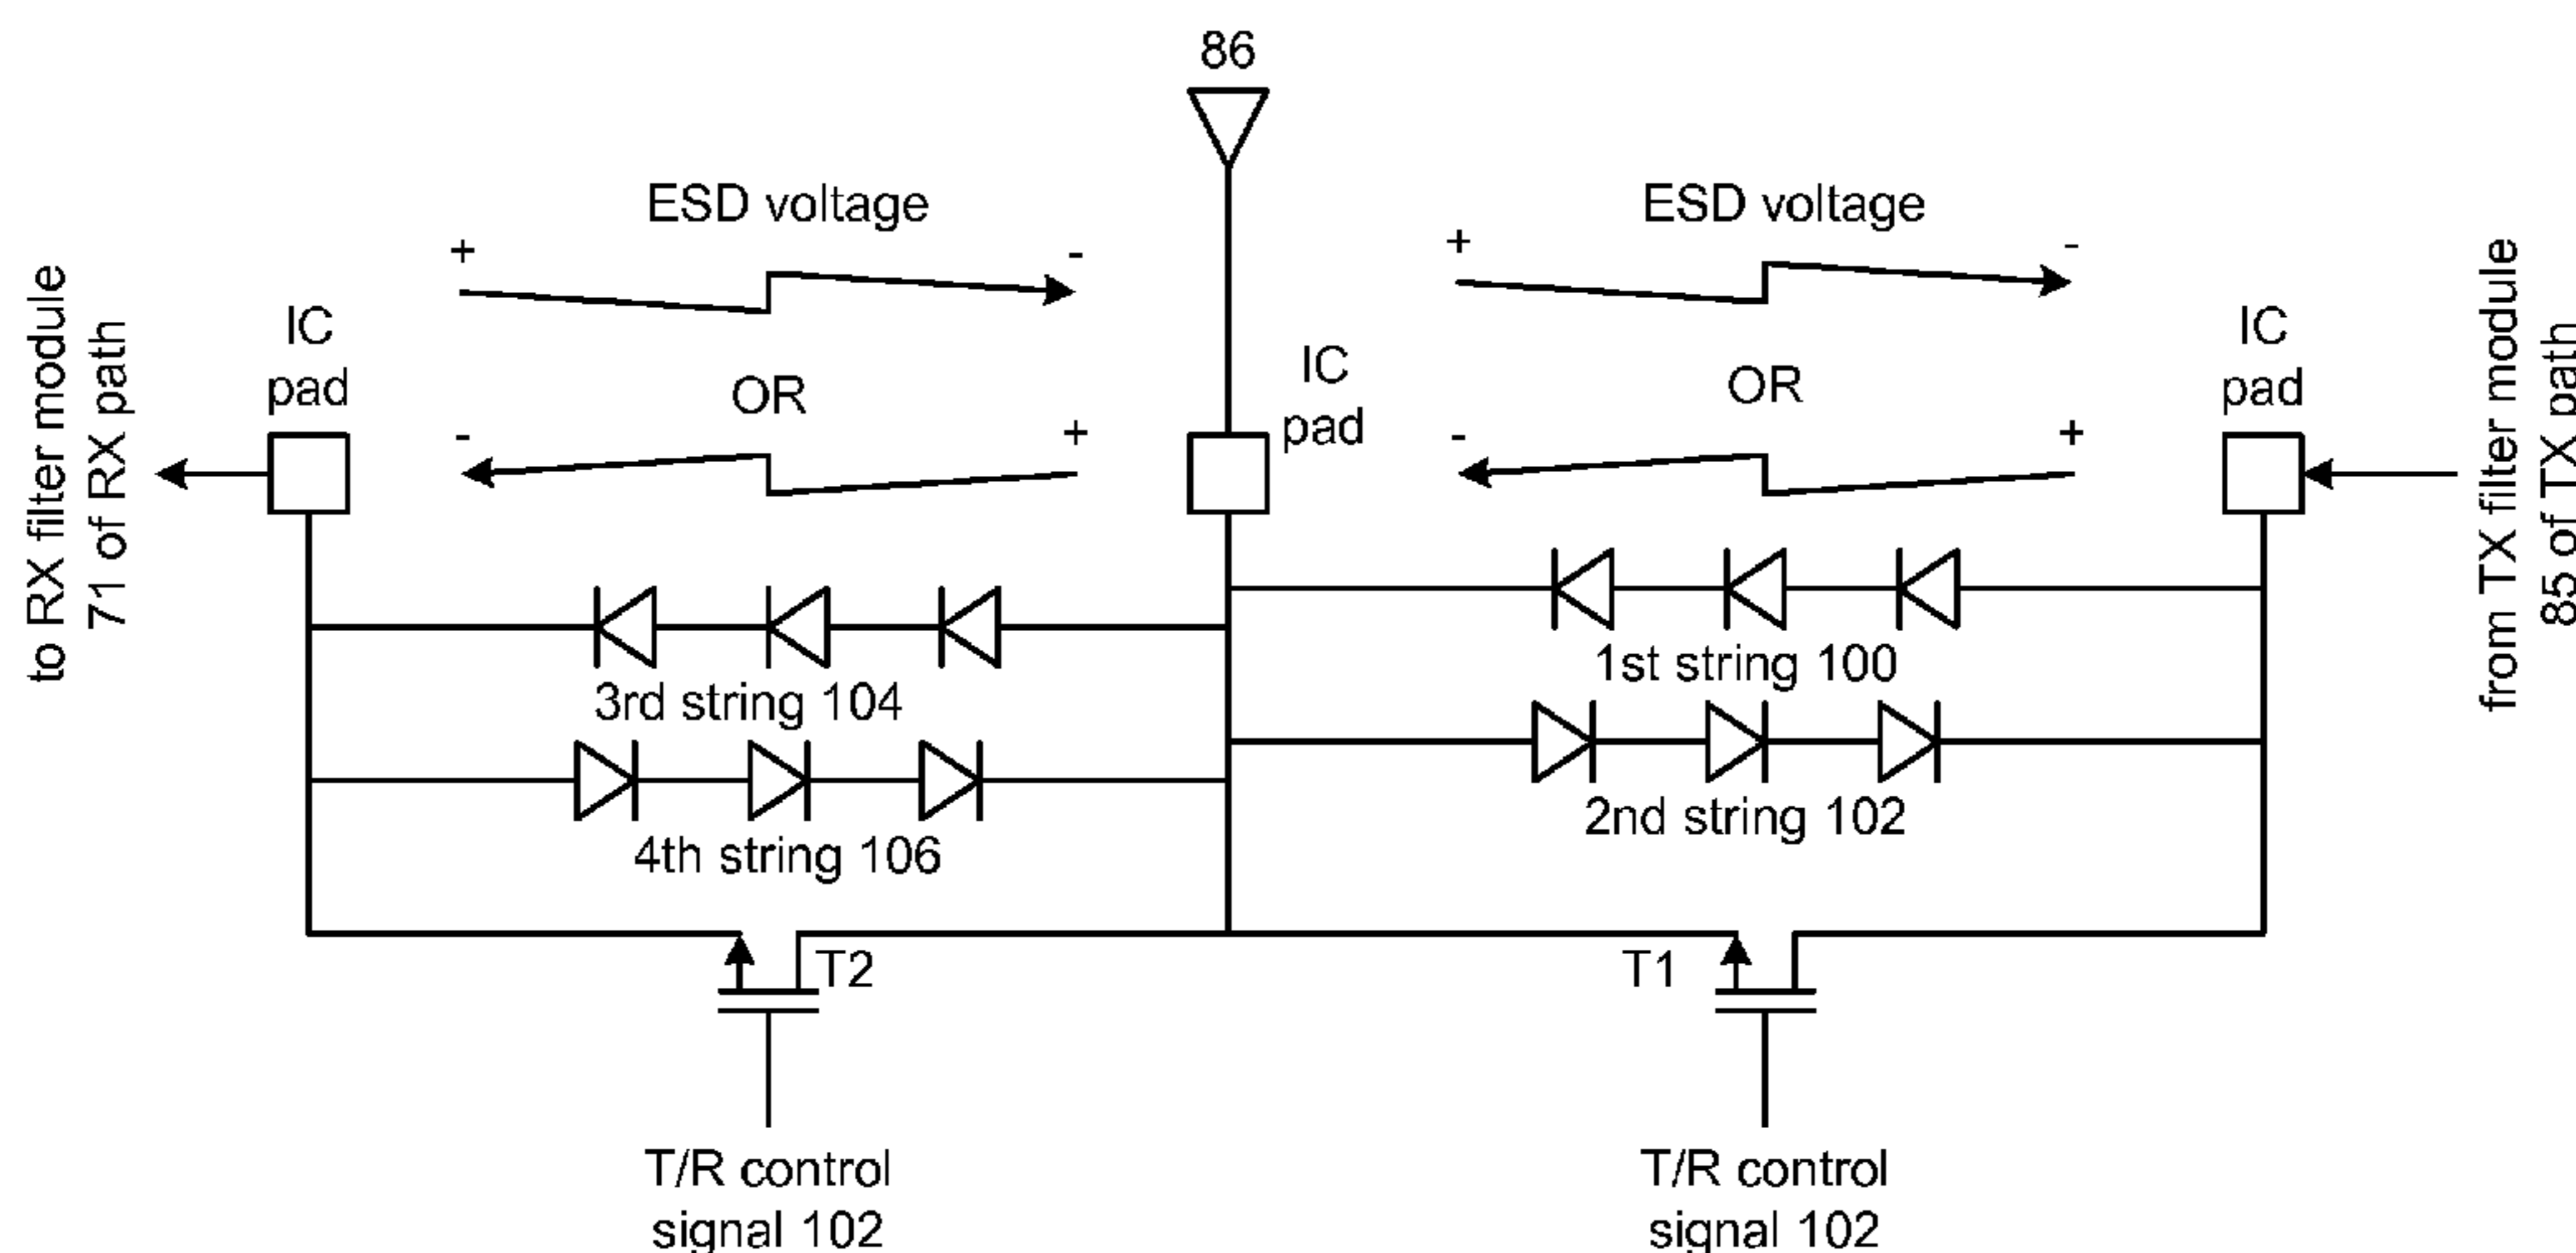 86
ESD voltage
+
-
OR
-
+
ESD voltage
+
-
OR
-
+
to RX filter module
71 of RX path
IC
pad
IC
pad
IC
pad
from TX filter module
85 of TX path
3rd string 104
4th string 106
1st string 100
2nd string 102
T2
T1
T/R control
signal 102
T/R control
signal 102